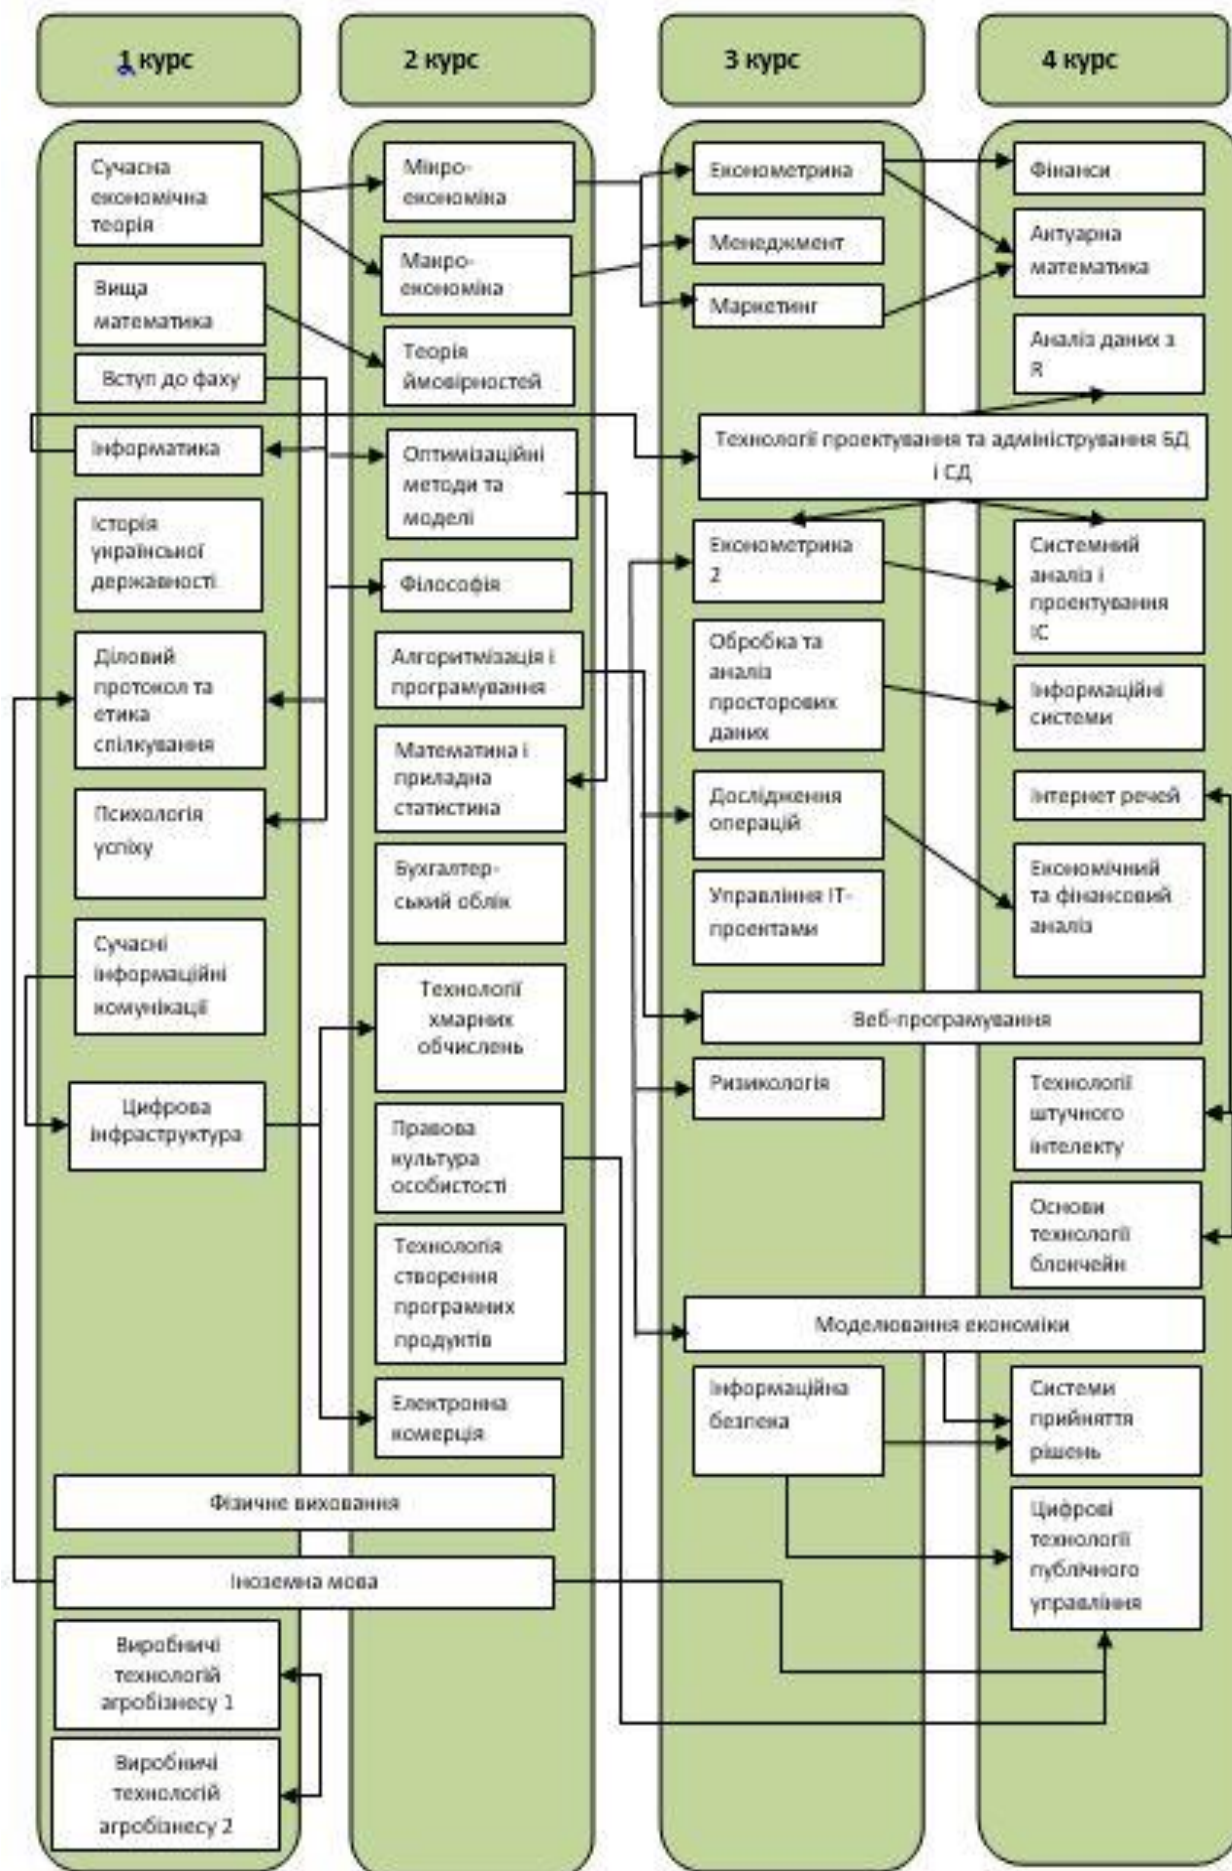 1 курс
2 курс
3 курс
4 курс
Сучасна
економічна
теорія
Вища
математика
Вступ до фаху
Інформатика
Історія
української
державності
Діловий
протокол та
етика
спілкування
Психологія
успіху
Сучасні
інформаційні
комунікації
Цифрова
інфраструктура
Мікро-
економіка
Макро-
економіка
Теорія
ймовірностей
Оптимізаційні
методи та
моделі
Філософія
Алгоритмізація і
програмування
Математика і
приладна
статистика
Бухгалтер-
ський облік
Технології
хмарних
обчислень
Правова
культура
особистості
Технологія
створення
програмних
продуктів
Електронна
комерція
Фізичне виховання
Іноземна мова
Виробничі
технологій
агробізнесу 1
Виробничі
технологій
агробізнесу 2
Економетрика
Менеджмент
Маркетинг
Технології проектування та адміністрування БД
і СД
Економетрика
2
Обробка та
аналіз
просторових
даних
Дослідження
операцій
Управління ІТ-
проектами
Веб-програмування
Ризикологія
Моделювання економіки
Інформаційна
безпека
Фінанси
Актуарна
математика
Аналіз даних з
R
Системний
аналіз і
проектування
ІС
Інформаційні
системи
Інтернет речей
Економічний
та фінансовий
аналіз
Технології
штучного
інтелекту
Основи
технології
блокчейн
Системи
прийняття
рішень
Цифрові
технології
публічного
управління